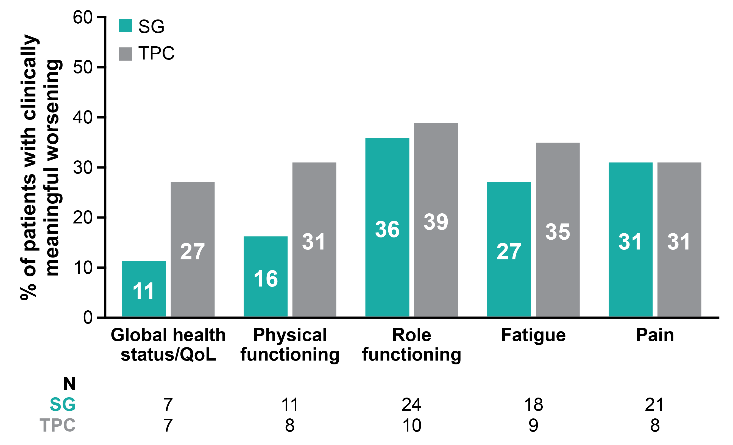 60
50
40
30
20
10
0
% of patients with clinically
meaningful worsening
SG
TPC
11
27
16
31
36
39
27
35
31
31
Global health
status/QoL
Physical
functioning
Role
functioning
Fatigue
Pain
N
SG 7 11 24 18 21
TPC 7 8 10 9 8